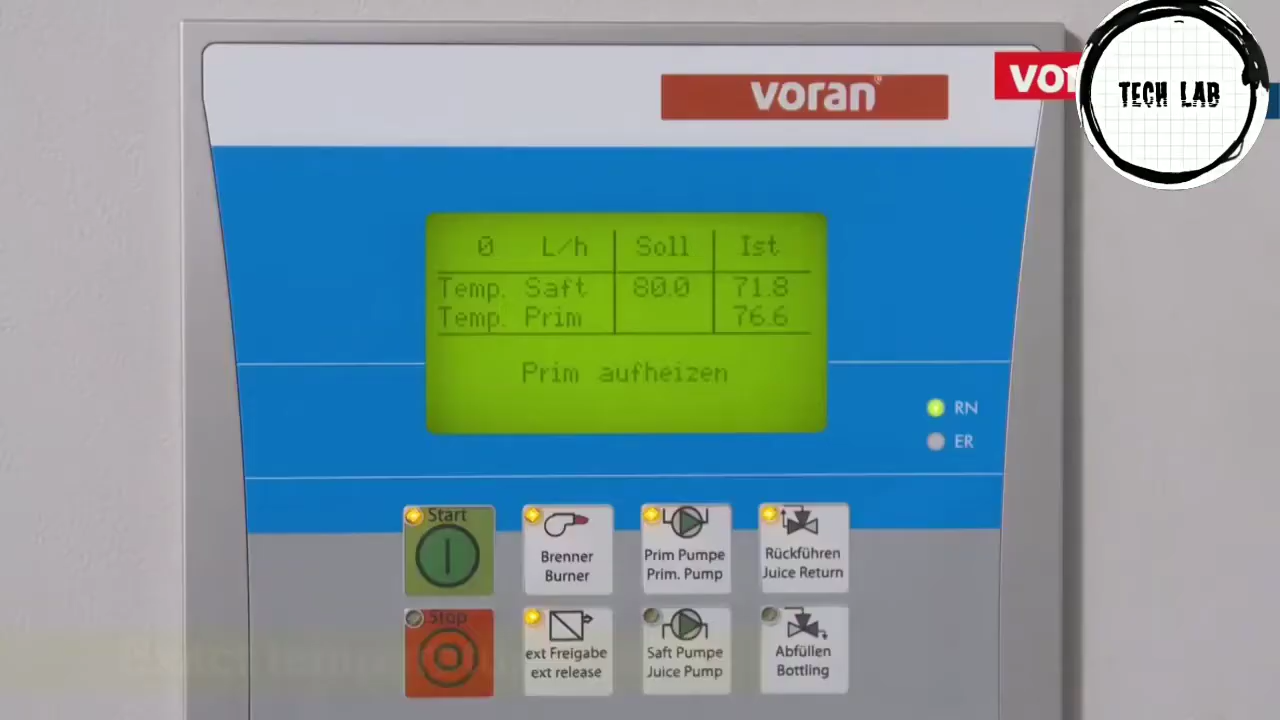 voran
TECH LAB
0 L/h Soll Ist
Temp. Saft 80.0 71.8
Temp. Prim 76.6
Prim aufheizen
RN
ER
Start
Brenner
Burner
Prim Pumpe
Prim. Pump
Rückführen
Juice Return
Stop
ext Freigabe
ext release
Saft Pumpe
Juice Pump
Abfüllen
Bottling